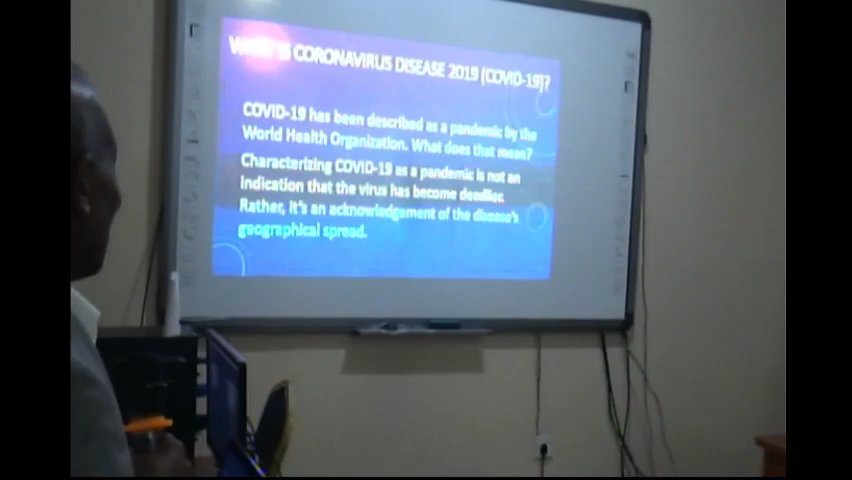 WHAT IS CORONAVIRUS DISEASE 2019 (COVID-19)?
COVID-19 has been described as a pandemic by the
World Health Organization. What does that mean?
Characterizing COVID-19 as a pandemic is not an
indication that the virus has become deadlier.
Rather, it's an acknowledgement of the disease's
geographical spread.